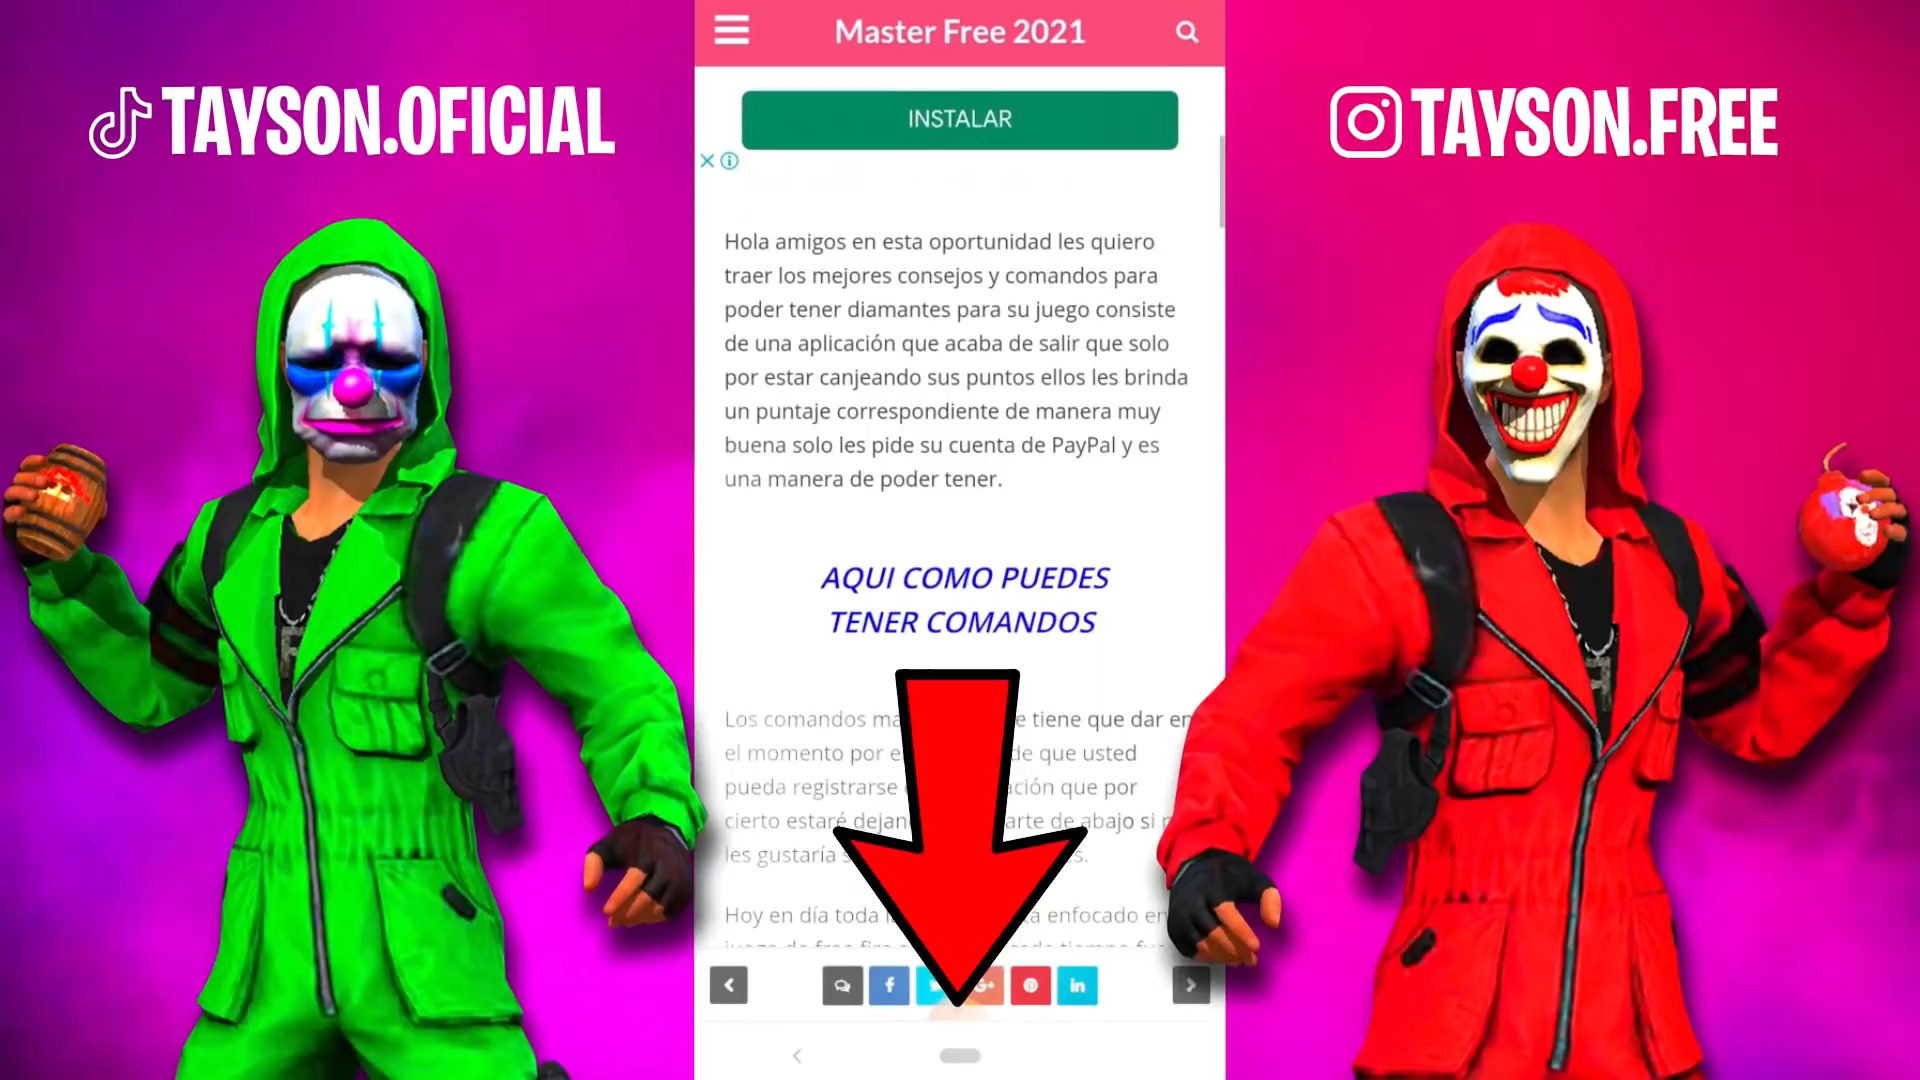 TAYSON.OFICIAL
Master Free 2021
INSTALAR
Hola amigos en esta oportunidad les quiero
traer los mejores consejos y comandos para
poder tener diamantes para su juego consiste
de una aplicación que acaba de salir que solo
por estar canjeando sus puntos ellos les brinda
un puntaje correspondiente de manera muy
buena solo les pide su cuenta de PayPal y es
una manera de poder tener.
AQUI COMO PUEDES
TENER COMANDOS
Los comandos tiene que dar en
el momento por de que usted
pueda registrarse que por
cierto estaré de abajo si
les gustaría
Hoy en día toda enfocado en
TAYSON.FREE